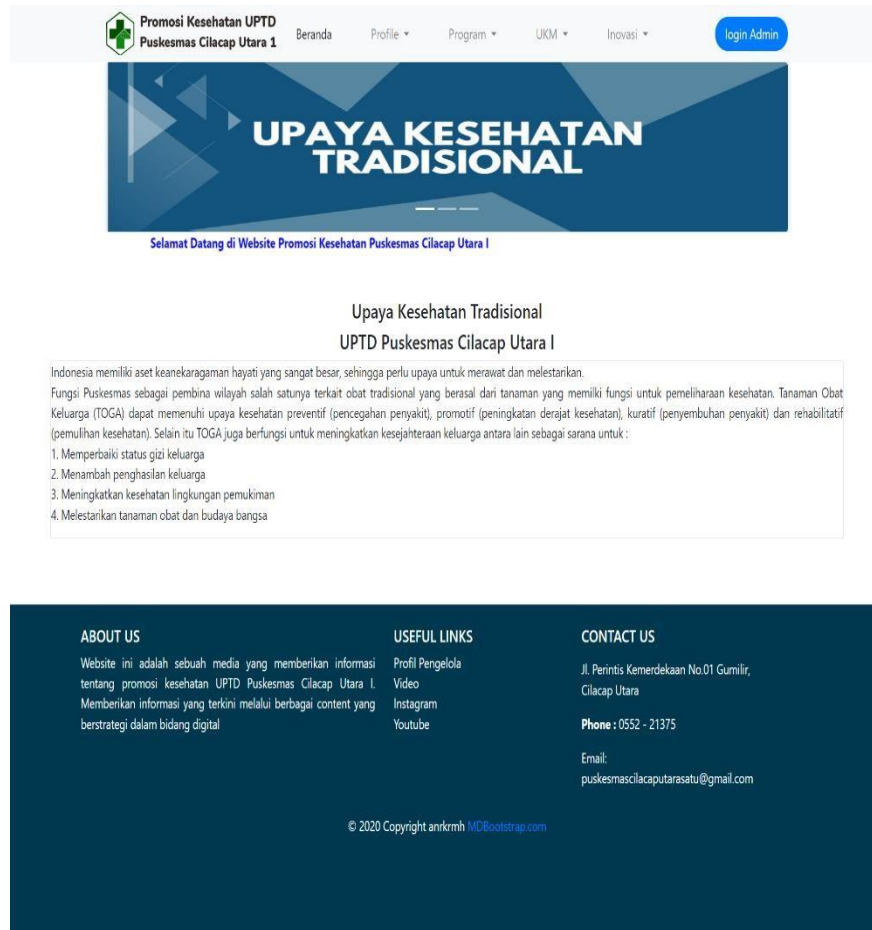 Promosi Kesehatan UPTD
Puskesmas Cilacap Utara 1
Beranda
Profile
Program
UKM
Inovasi
login Admin
UPAYA KESEHATAN
TRADISIONAL
Selamat Datang di Website Promosi Kesehatan Puskesmas Cilacap Utara I
Upaya Kesehatan Tradisional
UPTD Puskesmas Cilacap Utara I
Indonesia memiliki aset keanekaragaman hayati yang sangat besar, sehingga perlu upaya untuk merawat dan melestarikan.
Fungsi Puskesmas sebagai pembina wilayah salah satunya terkait obat tradisional yang berasal dari tanaman yang memilki fungsi untuk pemeliharaan kesehatan. Tanaman Obat
Keluarga (TOGA) dapat memenuhi upaya kesehatan preventif (pencegahan penyakit), promotif (peningkatan derajat kesehatan), kuratif (penyembuhan penyakit) dan rehabilitatif
(pemulihan kesehatan). Selain itu TOGA juga berfungsi untuk meningkatkan kesejahteraan keluarga antara lain sebagai sarana untuk :
1. Memperbaiki status gizi keluarga
2. Menambah penghasilan keluarga
3. Meningkatkan kesehatan lingkungan pemukiman
4. Melestarikan tanaman obat dan budaya bangsa
ABOUT US
Website ini adalah sebuah media yang memberikan informasi
tentang promosi kesehatan UPTD Puskesmas Cilacap Utara I.
Memberikan informasi yang terkini melalui berbagai content yang
berstrategi dalam bidang digital
USEFUL LINKS
Profil Pengelola
Video
Instagram
Youtube
CONTACT US
Jl. Perintis Kemerdekaan No.01 Gumilir,
Cilacap Utara
Phone : 0552 - 21375
Email:
puskesmascilacaputarasatu@gmail.com
© 2020 Copyright anrkrmh MDBootstrap.com